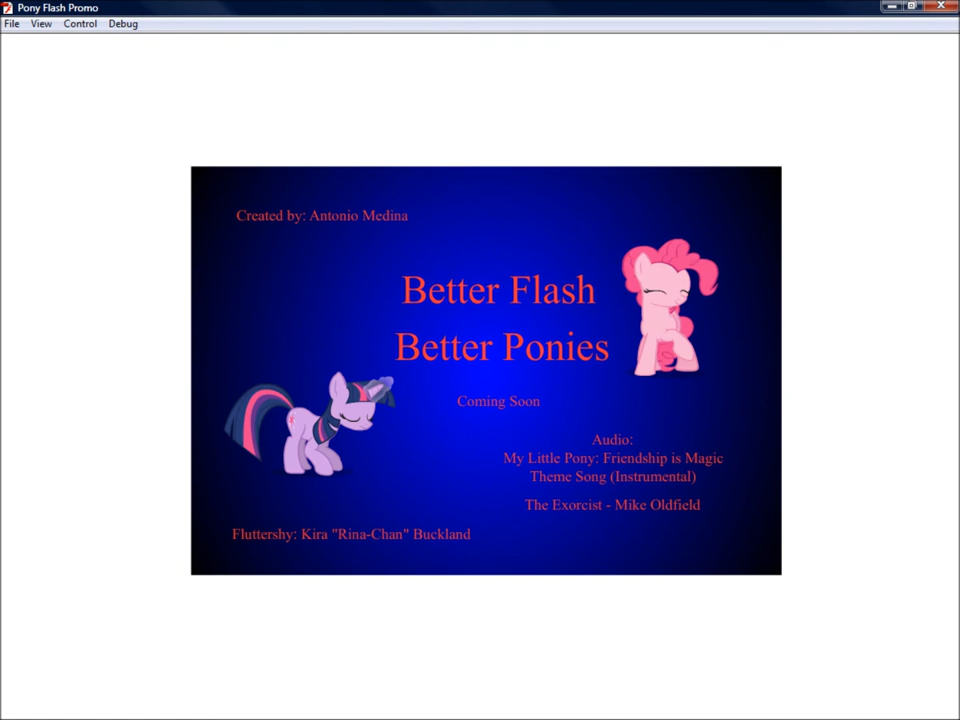 Pony Flash Promo
File View Control Debug
Created by: Antonio Medina
Better Flash
Better Ponies
Coming Soon
Audio:
My Little Pony: Friendship is Magic
Theme Song (Instrumental)
The Exorcist - Mike Oldfield
Fluttershy: Kira "Rina-Chan" Buckland